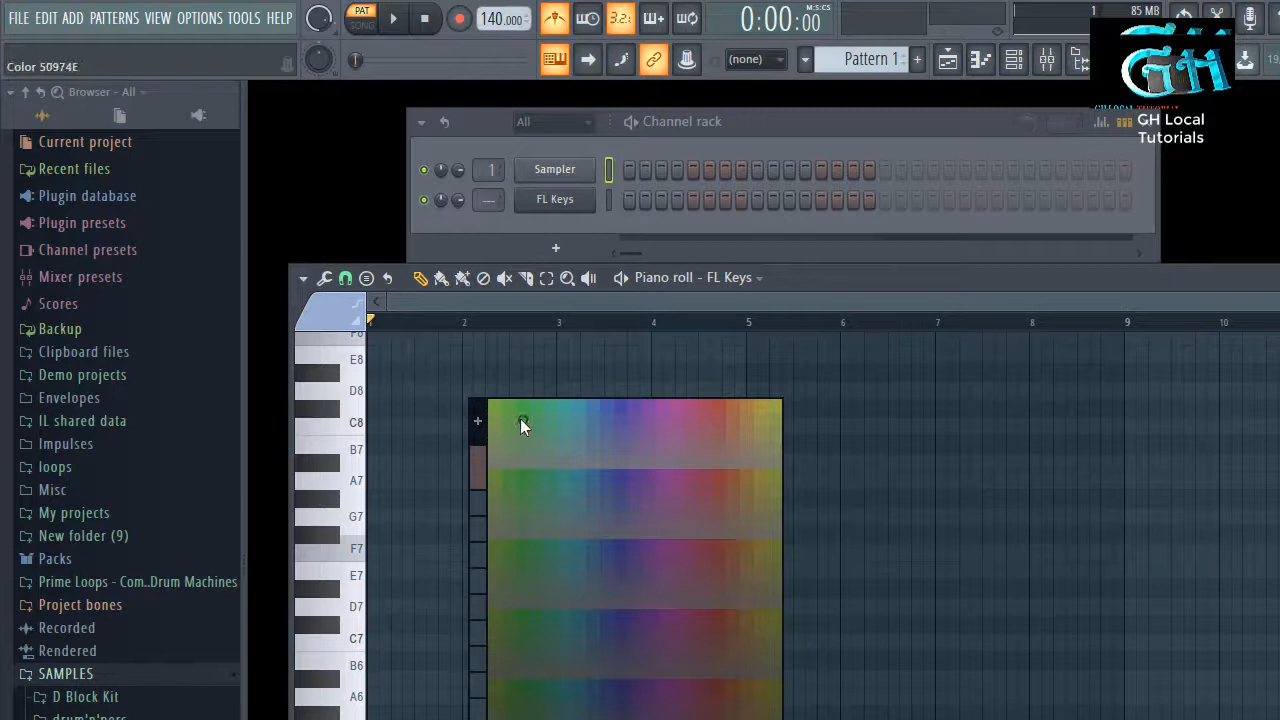 FILE EDIT ADD PATTERNS VIEW OPTIONS TOOLS HELP
PAT
SONG
140.000
3.2.
0:00:00
M:S:CS
1
85 MB
Color 50974E
(none)
Pattern 1
+
19,
GH
GH Local
Tutorials
Browser - All
Current project
Recent files
Plugin database
Plugin presets
Channel presets
Mixer presets
Scores
Backup
Clipboard files
Demo projects
Envelopes
IL shared data
Impulses
loops
Misc
My projects
New folder (9)
Packs
Prime Loops - Com..Drum Machines
Project bones
Recorded
Rendered
SAMPLES
D Block Kit
All
Channel rack
1
Sampler
---
FL Keys
+
Piano roll - FL Keys
2 3 4 5 6 7 8 9 10
E8
D8
C8
B7
A7
G7
F7
E7
D7
C7
B6
A6
+